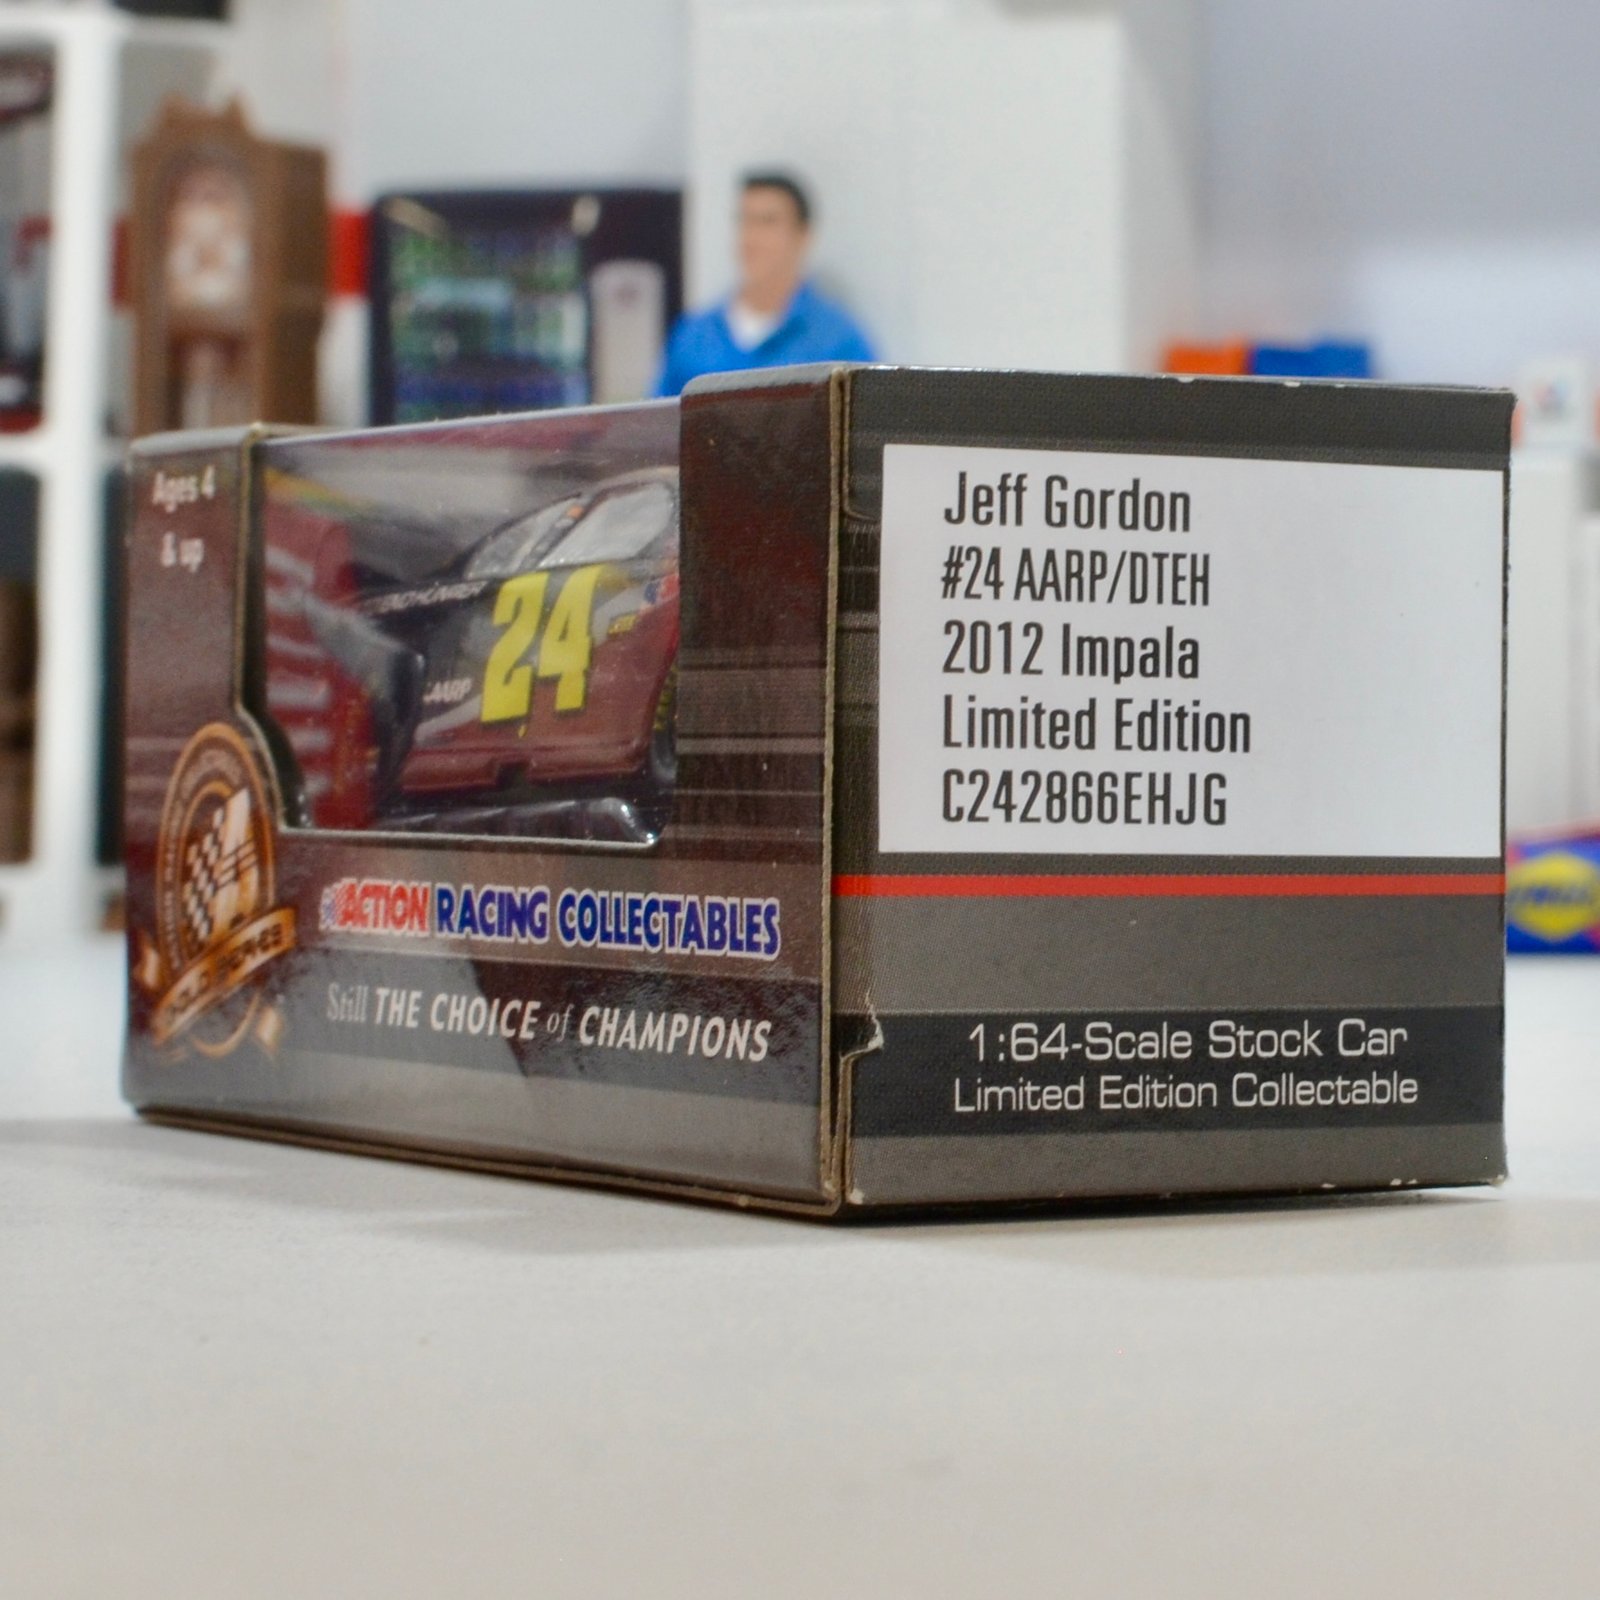 Ages 4
& up
24
AARP
ACTION RACING COLLECTABLES
Still THE CHOICE of CHAMPIONS
Jeff Gordon
#24 AARP/DTEH
2012 Impala
Limited Edition
C242866EHJG
1:64-Scale Stock Car
Limited Edition Collectable